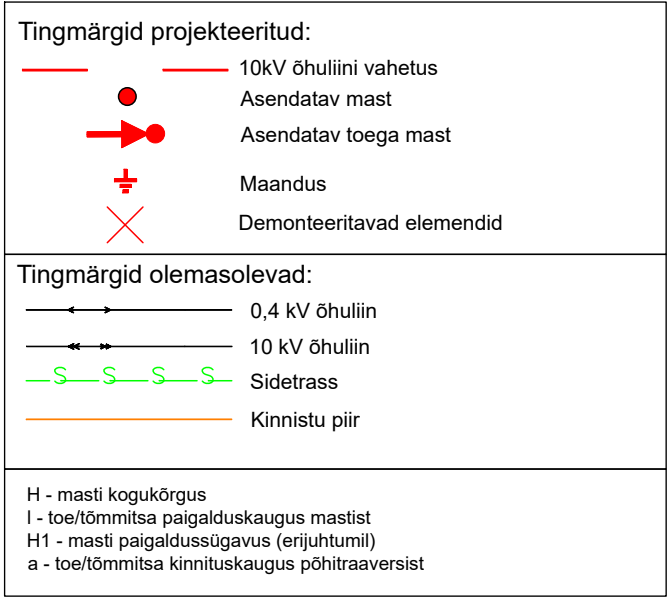 Tingmärgid projekteeritud:
10kV õhuliini vahetus
Asendatav mast
Asendatav toega mast
Maandus
Demonteeritavad elemendid
Tingmärgid olemasolevad:
0,4 kV õhuliin
10 kV õhuliin
S S S S Sidetrass
Kinnistu piir
H - masti kogukõrgus
l - toe/tõmmitsa paigalduskaugus mastist
H1 - masti paigaldussügavus (erijuhtumil)
a - toe/tõmmitsa kinnituskaugus põhitraaversist